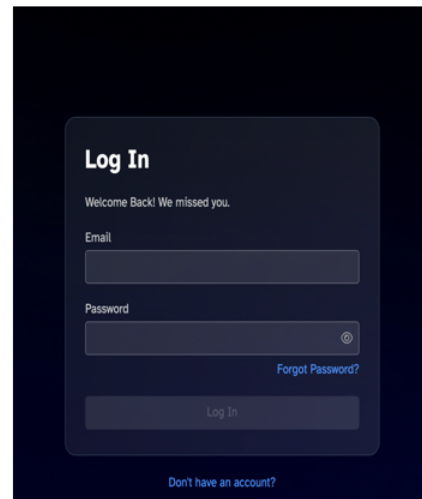 Log In
Welcome Back! We missed you.
Email
Password
Forgot Password?
Log In
Don't have an account?